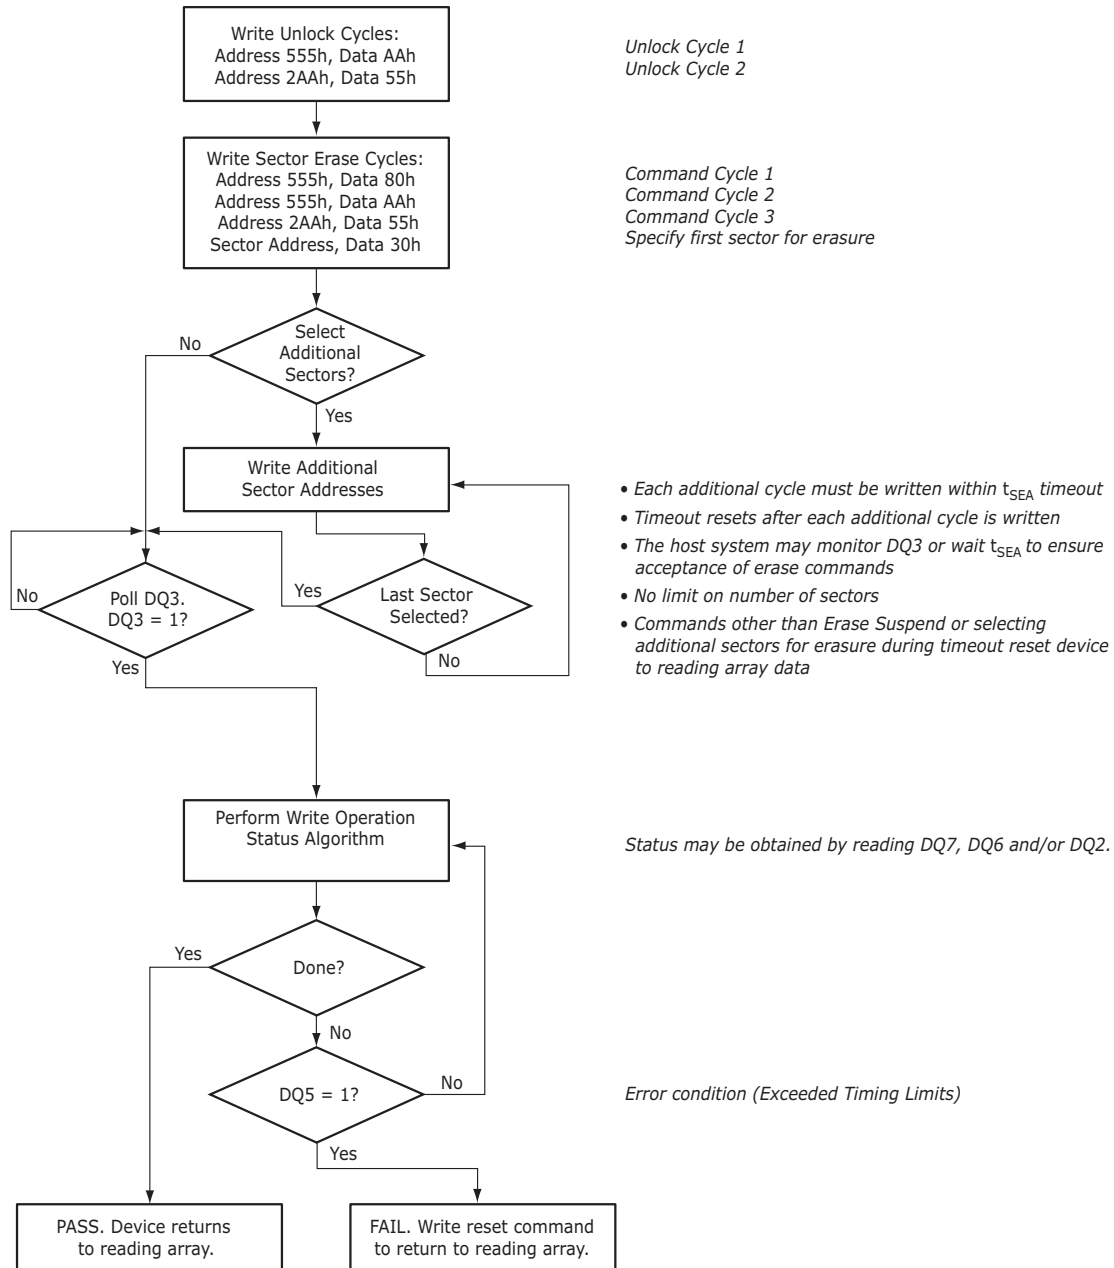 Write Unlock Cycles:
Address 555h, Data AAh
Address 2AAh, Data 55h
Unlock Cycle 1
Unlock Cycle 2
Write Sector Erase Cycles:
Address 555h, Data 80h
Address 555h, Data AAh
Address 2AAh, Data 55h
Sector Address, Data 30h
Command Cycle 1
Command Cycle 2
Command Cycle 3
Specify first sector for erasure
Select
Additional
Sectors?
No
Yes
Write Additional
Sector Addresses
• Each additional cycle must be written within tSEA timeout
• Timeout resets after each additional cycle is written
• The host system may monitor DQ3 or wait tSEA to ensure
acceptance of erase commands
• No limit on number of sectors
• Commands other than Erase Suspend or selecting
additional sectors for erasure during timeout reset device
to reading array data
No
Poll DQ3.
DQ3 = 1?
Yes
Yes
Last Sector
Selected?
No
Perform Write Operation
Status Algorithm
Status may be obtained by reading DQ7, DQ6 and/or DQ2.
Yes
Done?
No
DQ5 = 1?
No
Error condition (Exceeded Timing Limits)
Yes
PASS. Device returns
to reading array.
FAIL. Write reset command
to return to reading array.